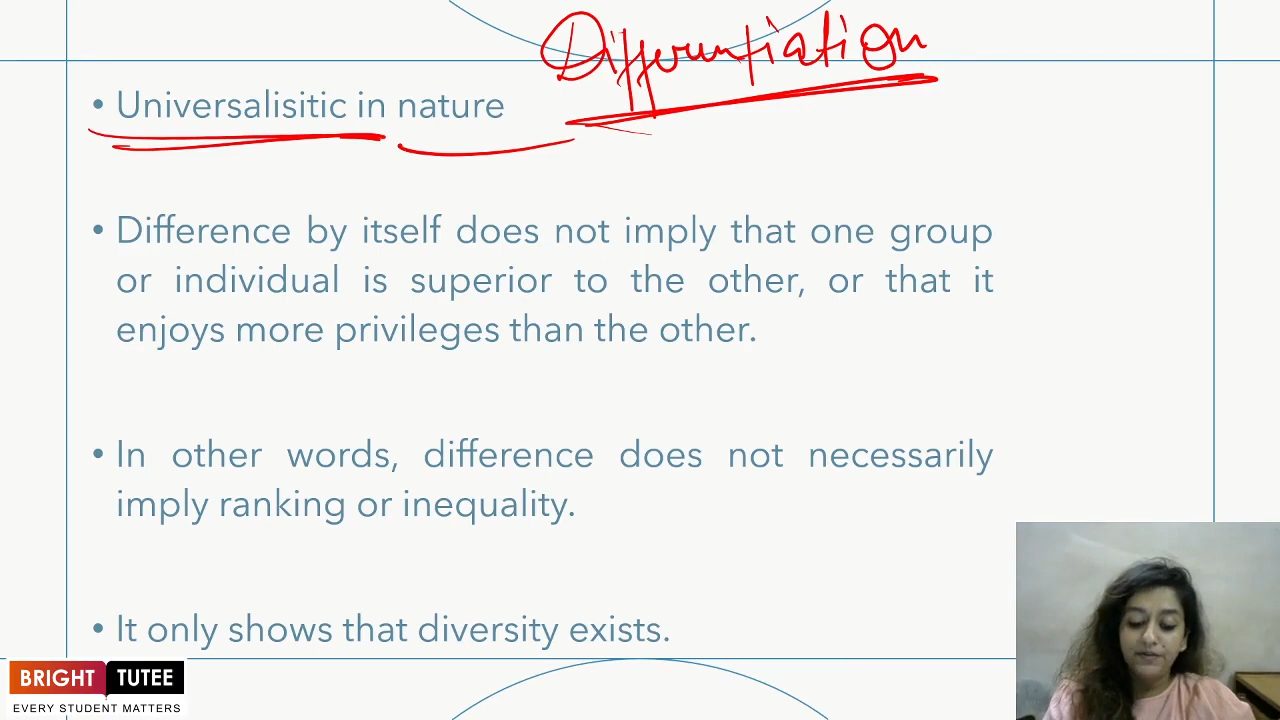 Differentiation
• Universalisitic in nature
• Difference by itself does not imply that one group
or individual is superior to the other, or that it
enjoys more privileges than the other.
• In other words, difference does not necessarily
imply ranking or inequality.
• It only shows that diversity exists.
BRIGHT TUTEE
EVERY STUDENT MATTERS